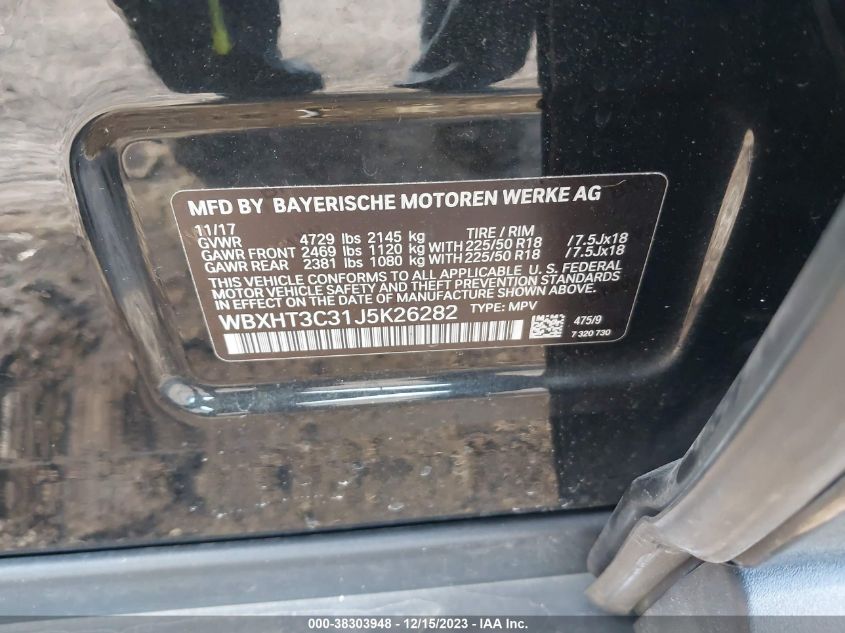 MFD BY BAYERISCHE MOTOREN WERKE AG
11/17
GVWR 4729 lbs 2145 kg TIRE / RIM
GAWR FRONT 2469 lbs 1120 kg WITH 225/50 R18 /7.5Jx18
GAWR REAR 2381 lbs 1080 kg WITH 225/50 R18 /7.5Jx18
THIS VEHICLE CONFORMS TO ALL APPLICABLE U. S. FEDERAL
MOTOR VEHICLE SAFETY AND THEFT PREVENTION STANDARDS
IN EFFECT ON THE DATE OF MANUFACTURE SHOWN ABOVE.
WBXHT3C31J5K26282 TYPE: MPV
475/9
7 320 730
000-38303948 - 12/15/2023 - IAA Inc.